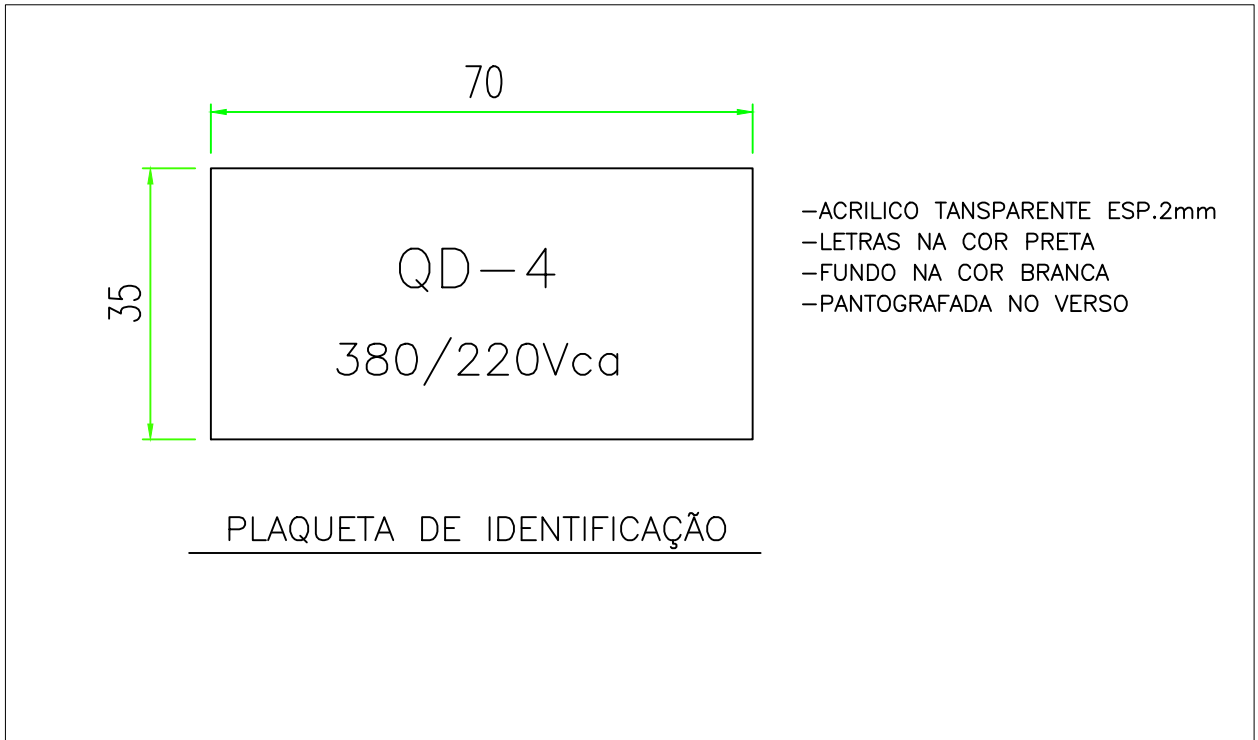 70
35
QD-4
380/220Vca
-ACRILICO TANSPARENTE ESP.2mm
-LETRAS NA COR PRETA
-FUNDO NA COR BRANCA
-PANTOGRAFADA NO VERSO
PLAQUETA DE IDENTIFICAÇÃO